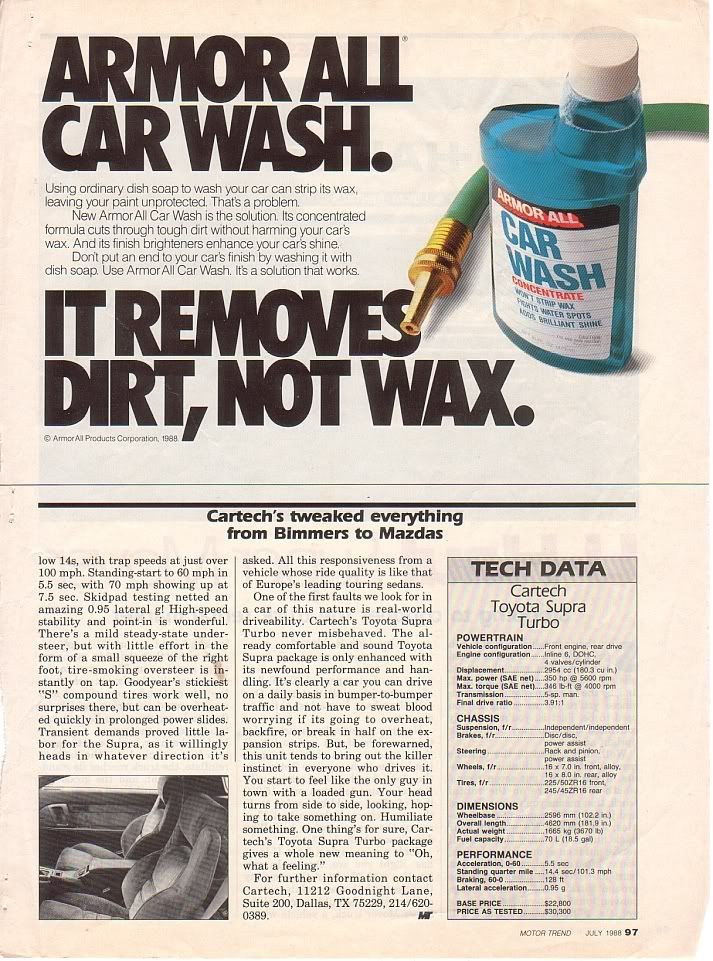 ARMOR ALL®
CAR WASH.
Using ordinary dish soap to wash your car can strip its wax,
leaving your paint unprotected. That's a problem.
New Armor All Car Wash is the solution. Its concentrated
formula cuts through tough dirt without harming your car's
wax. And its finish brighteners enhance your car's shine.
Don't put an end to your car's finish by washing it with
dish soap. Use Armor All Car Wash. It's a solution that works.
ARMOR ALL
CAR
WASH
CONCENTRATE
WON'T STRIP WAX
FIGHTS WATER SPOTS
ADDS BRILLIANT SHINE
IT REMOVES
DIRT, NOT WAX.
© Armor All Products Corporation, 1988.
Cartech's tweaked everything
from Bimmers to Mazdas
low 14s, with trap speeds at just over
100 mph. Standing-start to 60 mph in
5.5 sec, with 70 mph showing up at
7.5 sec. Skidpad testing netted an
amazing 0.95 lateral g! High-speed
stability and point-in is wonderful.
There's a mild steady-state under-
steer, but with little effort in the
form of a small squeeze of the right
foot, tire-smoking oversteer is in-
stantly on tap. Goodyear's stickiest
"S" compound tires work well, no
surprises there, but can be overheat-
ed quickly in prolonged power slides.
Transient demands proved little la-
bor for the Supra, as it willingly
heads in whatever direction it's
asked. All this responsiveness from a
vehicle whose ride quality is like that
of Europe's leading touring sedans.
One of the first faults we look for in
a car of this nature is real-world
driveability. Cartech's Toyota Supra
Turbo never misbehaved. The al-
ready comfortable and sound Toyota
Supra package is only enhanced with
its newfound performance and han-
dling. It's clearly a car you can drive
on a daily basis in bumper-to-bumper
traffic and not have to sweat blood
worrying if its going to overheat,
backfire, or break in half on the ex-
pansion strips. But, be forewarned,
this unit tends to bring out the killer
instinct in everyone who drives it.
You start to feel like the only guy in
town with a loaded gun. Your head
turns from side to side, looking, hop-
ing to take something on. Humiliate
something. One thing's for sure, Car-
tech's Toyota Supra Turbo package
gives a whole new meaning to "Oh,
what a feeling."
For further information contact
Cartech, 11212 Goodnight Lane,
Suite 200, Dallas, TX 75229, 214/620-
0389. MT
TECH DATA
Cartech
Toyota Supra
Turbo
POWERTRAIN
Vehicle configuration.....Front engine, rear drive
Engine configuration.....Inline 6, DOHC,
4 valves/cylinder
Displacement.....2954 cc (180.3 cu in.)
Max. power (SAE net).....350 hp @ 5600 rpm
Max. torque (SAE net).....346 lb-ft @ 4000 rpm
Transmission.....5-sp. man.
Final drive ratio.....3.91:1
CHASSIS
Suspension, f/r.....Independent/independent
Brakes, f/r.....Disc/disc,
power assist
Steering.....Rack and pinion,
power assist
Wheels, f/r.....16 x 7.0 in. front, alloy,
16 x 8.0 in. rear, alloy
Tires, f/r.....225/50ZR16 front,
245/45ZR16 rear
DIMENSIONS
Wheelbase.....2596 mm (102.2 in.)
Overall length.....4620 mm (181.9 in.)
Actual weight.....1665 kg (3670 lb)
Fuel capacity.....70 L (18.5 gal)
PERFORMANCE
Acceleration, 0-60.....5.5 sec
Standing quarter mile.....14.4 sec/101.3 mph
Braking, 60-0.....128 ft
Lateral acceleration.....0.95 g
BASE PRICE.....$22,800
PRICE AS TESTED.....$30,300
MOTOR TREND JULY 1988 97